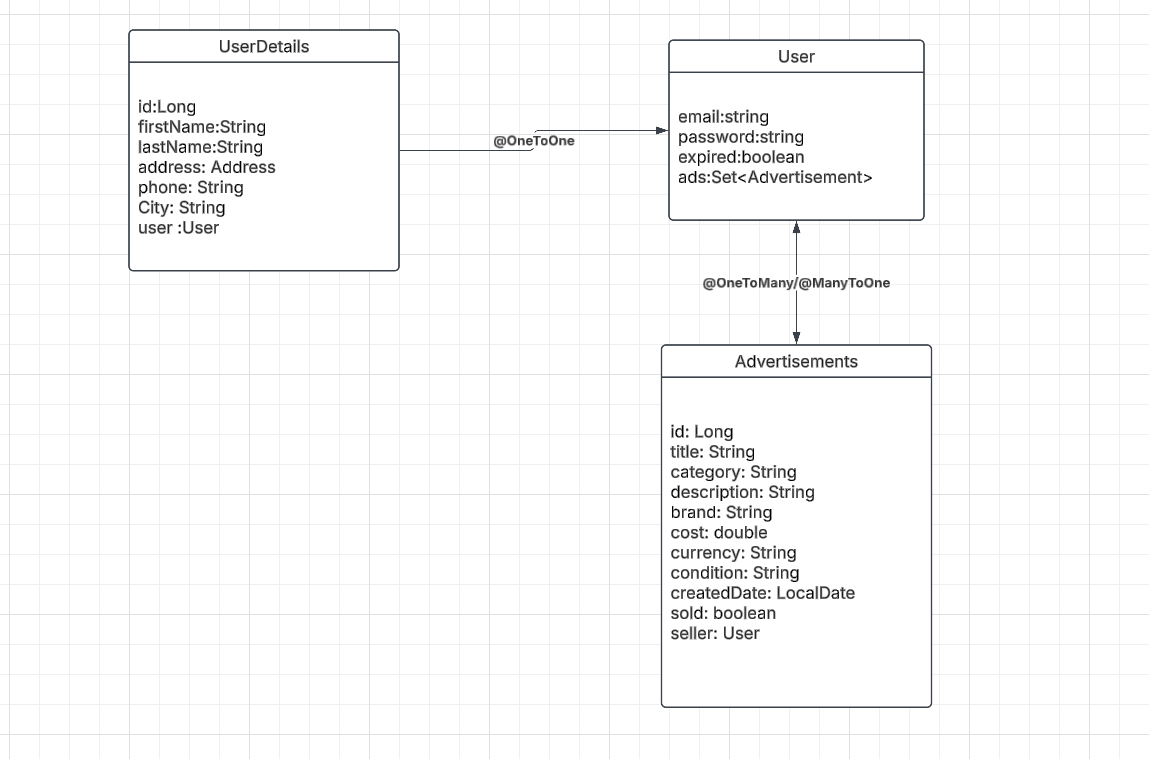 UserDetails
id:Long
firstName:String
lastName:String
address: Address
phone: String
City: String
user :User
@OneToOne
User
email:string
password:string
expired:boolean
ads:Set<Advertisement>
@OneToMany/@ManyToOne
Advertisements
id: Long
title: String
category: String
description: String
brand: String
cost: double
currency: String
condition: String
createdDate: LocalDate
sold: boolean
seller: User